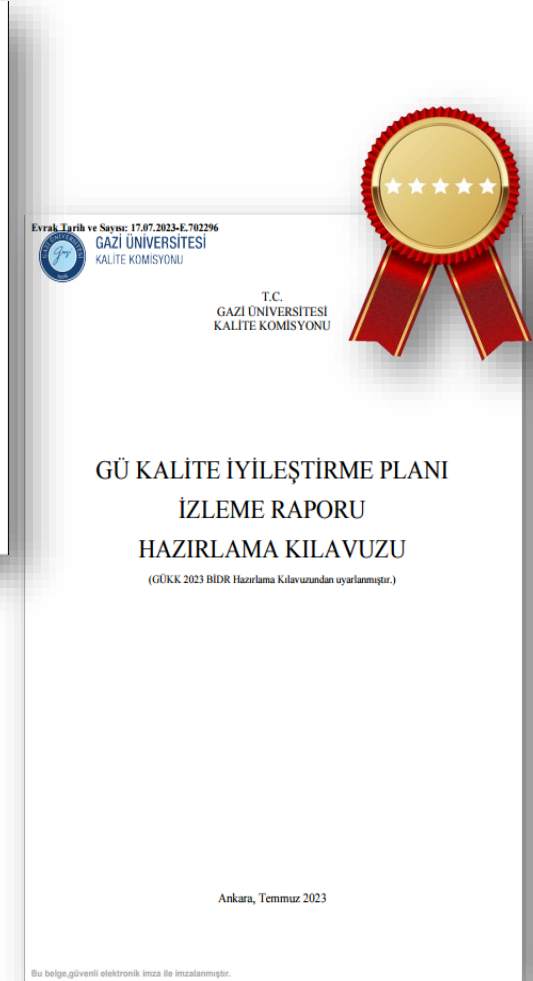 Evrak Tarih ve Sayısı: 17.07.2023-E.702296
GAZİ ÜNİVERSİTESİ
KALİTE KOMİSYONU
T.C.
GAZİ ÜNİVERSİTESİ
KALİTE KOMİSYONU
GÜ KALİTE İYİLEŞTİRME PLANI
İZLEME RAPORU
HAZIRLAMA KILAVUZU
(GÜKK 2023 BİDR Hazırlama Kılavuzundan uyarlanmıştır.)
Ankara, Temmuz 2023
Bu belge,güvenli elektronik imza ile imzalanmıştır.